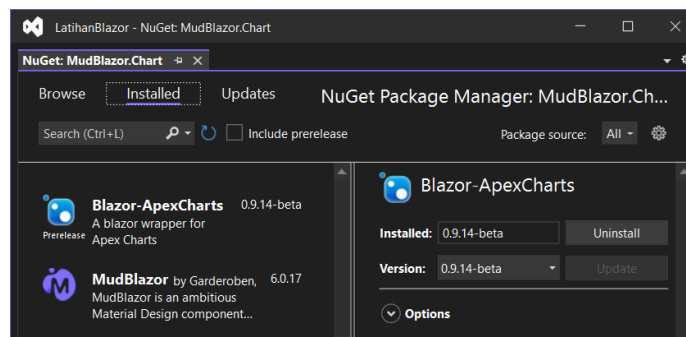 LatihanBlazor - NuGet: MudBlazor.Chart
NuGet: MudBlazor.Chart
Browse Installed Updates
NuGet Package Manager: MudBlazor.Ch...
Search (Ctrl+L) Include prerelease
Package source: All
Blazor-ApexCharts 0.9.14-beta
A blazor wrapper for
Prerelease Apex Charts
MudBlazor by Garderoben, 6.0.17
MudBlazor is an ambitious
Material Design component...
Blazor-ApexCharts
Installed: 0.9.14-beta Uninstall
Version: 0.9.14-beta Update
Options